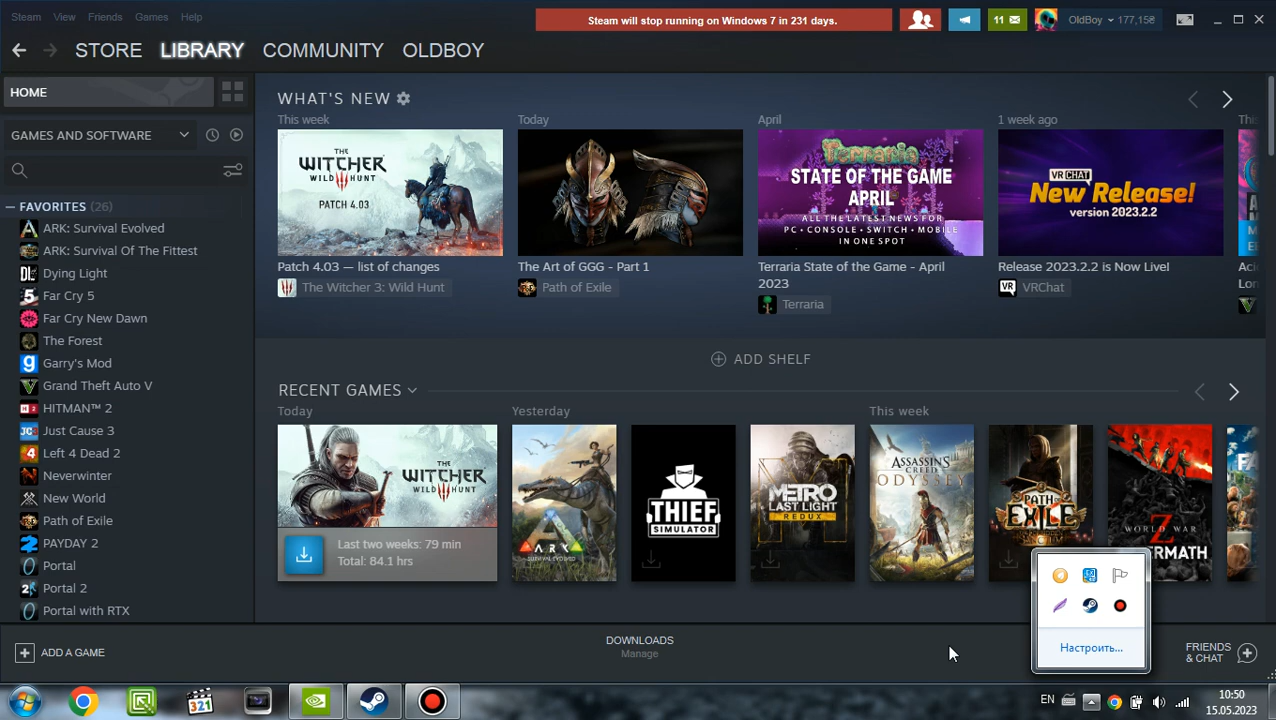 Steam View Friends Games Help
Steam will stop running on Windows 7 in 231 days.
11
OldBoy 177,15₴
STORE LIBRARY COMMUNITY OLDBOY
HOME
GAMES AND SOFTWARE
FAVORITES (26)
ARK: Survival Evolved
ARK: Survival Of The Fittest
Dying Light
Far Cry 5
Far Cry New Dawn
The Forest
Garry's Mod
Grand Theft Auto V
HITMAN™ 2
Just Cause 3
Left 4 Dead 2
Neverwinter
New World
Path of Exile
PAYDAY 2
Portal
Portal 2
Portal with RTX
WHAT'S NEW
This week
THE
WITCHER
WILD HUNT
PATCH 4.03
Patch 4.03 — list of changes
The Witcher 3: Wild Hunt
Today
The Art of GGG - Part 1
Path of Exile
April
Terraria
STATE OF THE GAME
APRIL
ALL THE LATEST NEWS FOR
PC • CONSOLE • SWITCH • MOBILE
IN ONE SPOT
Terraria State of the Game - April
2023
Terraria
1 week ago
VRCHAT
New Release!
version 2023.2.2
Release 2023.2.2 is Now Live!
VRChat
ADD SHELF
RECENT GAMES
Today
THE
WITCHER
WILD HUNT
Last two weeks: 79 min
Total: 84.1 hrs
Yesterday
ARK
SURVIVAL EVOLVED
THIEF
SIMULATOR
METRO
LAST LIGHT
REDUX
This week
ASSASSIN'S
CREED
ODYSSEY
PATH OF
EXILE
WORLD WAR
Z
Настроить...
ADD A GAME
DOWNLOADS
Manage
FRIENDS
& CHAT
321
EN
10:50
15.05.2023